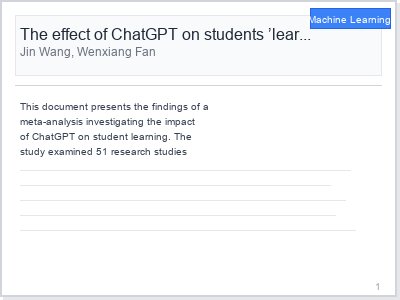 Machine Learning
The effect of ChatGPT on students ’lear...
Jin Wang, Wenxiang Fan
This document presents the findings of a
meta-analysis investigating the impact
of ChatGPT on student learning. The
study examined 51 research studies
1